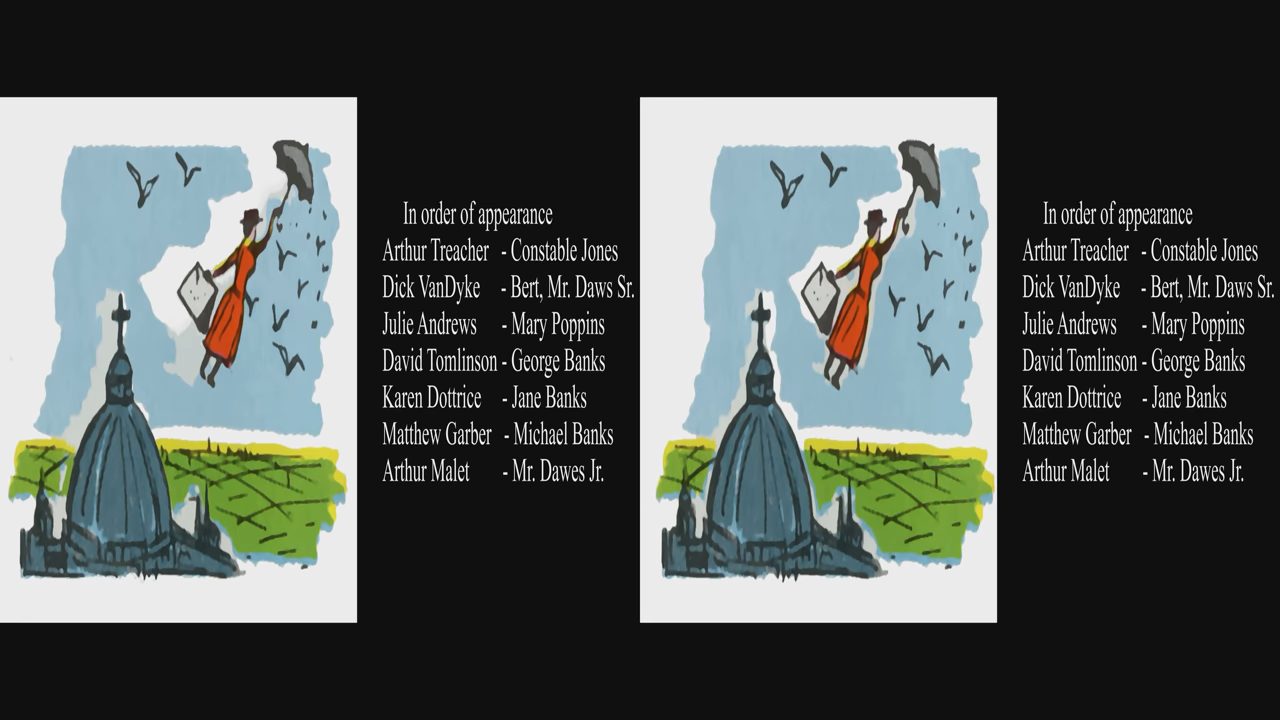 In order of appearance
Arthur Treacher - Constable Jones
Dick VanDyke - Bert, Mr. Daws Sr.
Julie Andrews - Mary Poppins
David Tomlinson - George Banks
Karen Dottrice - Jane Banks
Matthew Garber - Michael Banks
Arthur Malet - Mr. Dawes Jr.
In order of appearance
Arthur Treacher - Constable Jones
Dick VanDyke - Bert, Mr. Daws Sr.
Julie Andrews - Mary Poppins
David Tomlinson - George Banks
Karen Dottrice - Jane Banks
Matthew Garber - Michael Banks
Arthur Malet - Mr. Dawes Jr.